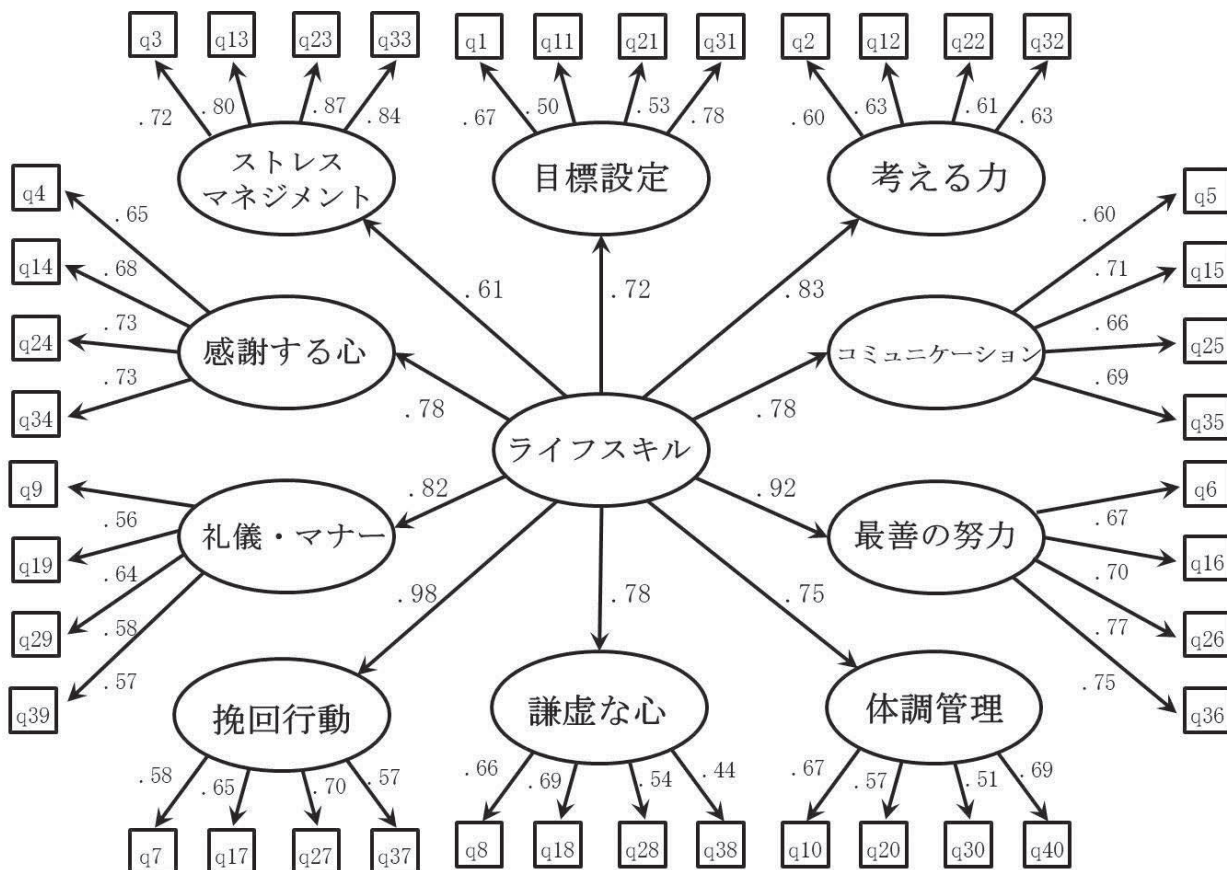 q3 q13 q23 q33 q1 q11 q21 q31 q2 q12 q22 q32
.72 .80 .87 .84 .67 .50 .53 .78 .60 .63 .61 .63
ストレス
マネジメント
目標設定
考える力
q4
q14
q24
q34
.65
.68
.73
.73
感謝する心
.61
.72
.83
q5
q15
q25
q35
.60
.71
.66
.69
コミュニケーション
.78
.78
ライフスキル
q9
q19
q29
q39
.56
.64
.58
.57
礼儀・マナー
.82
.92
最善の努力
q6
q16
q26
q36
.67
.70
.77
.75
.98
.78
.75
挽回行動
謙虚な心
体調管理
.58 .65 .70 .57 .66 .69 .54 .44 .67 .57 .51 .69
q7 q17 q27 q37 q8 q18 q28 q38 q10 q20 q30 q40